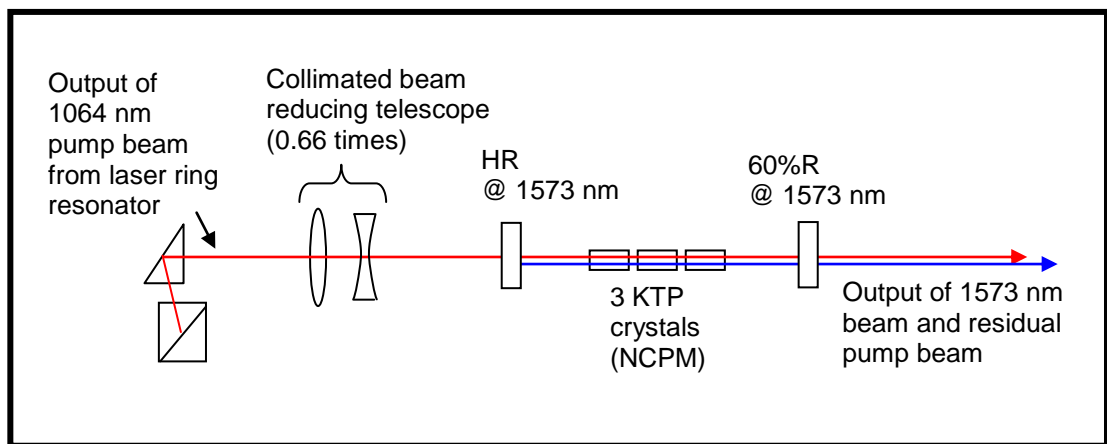 Output of
1064 nm
pump beam
from laser ring
resonator
Collimated beam
reducing telescope
(0.66 times)
HR
@ 1573 nm
60%R
@ 1573 nm
3 KTP
crystals
(NCPM)
Output of 1573 nm
beam and residual
pump beam